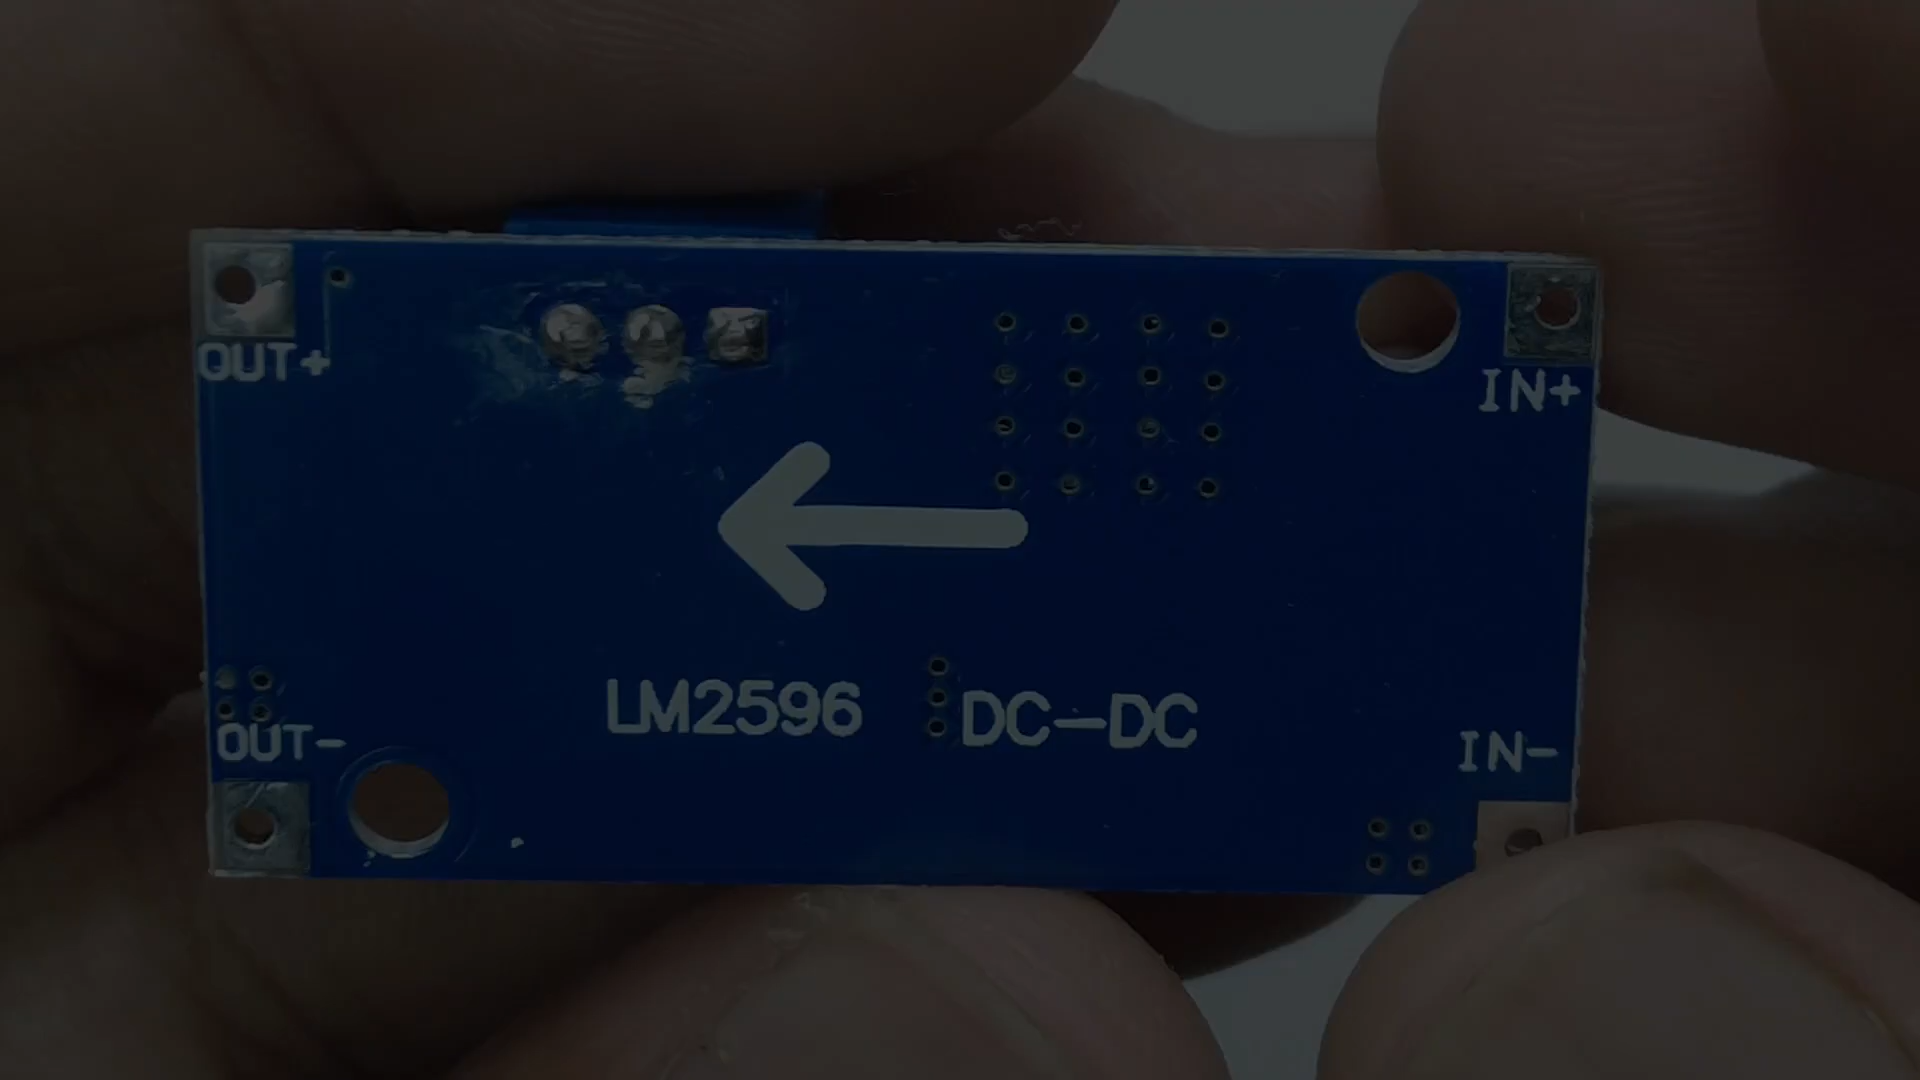 OUT+
IN+
LM2596 DC-DC
OUT-
IN-